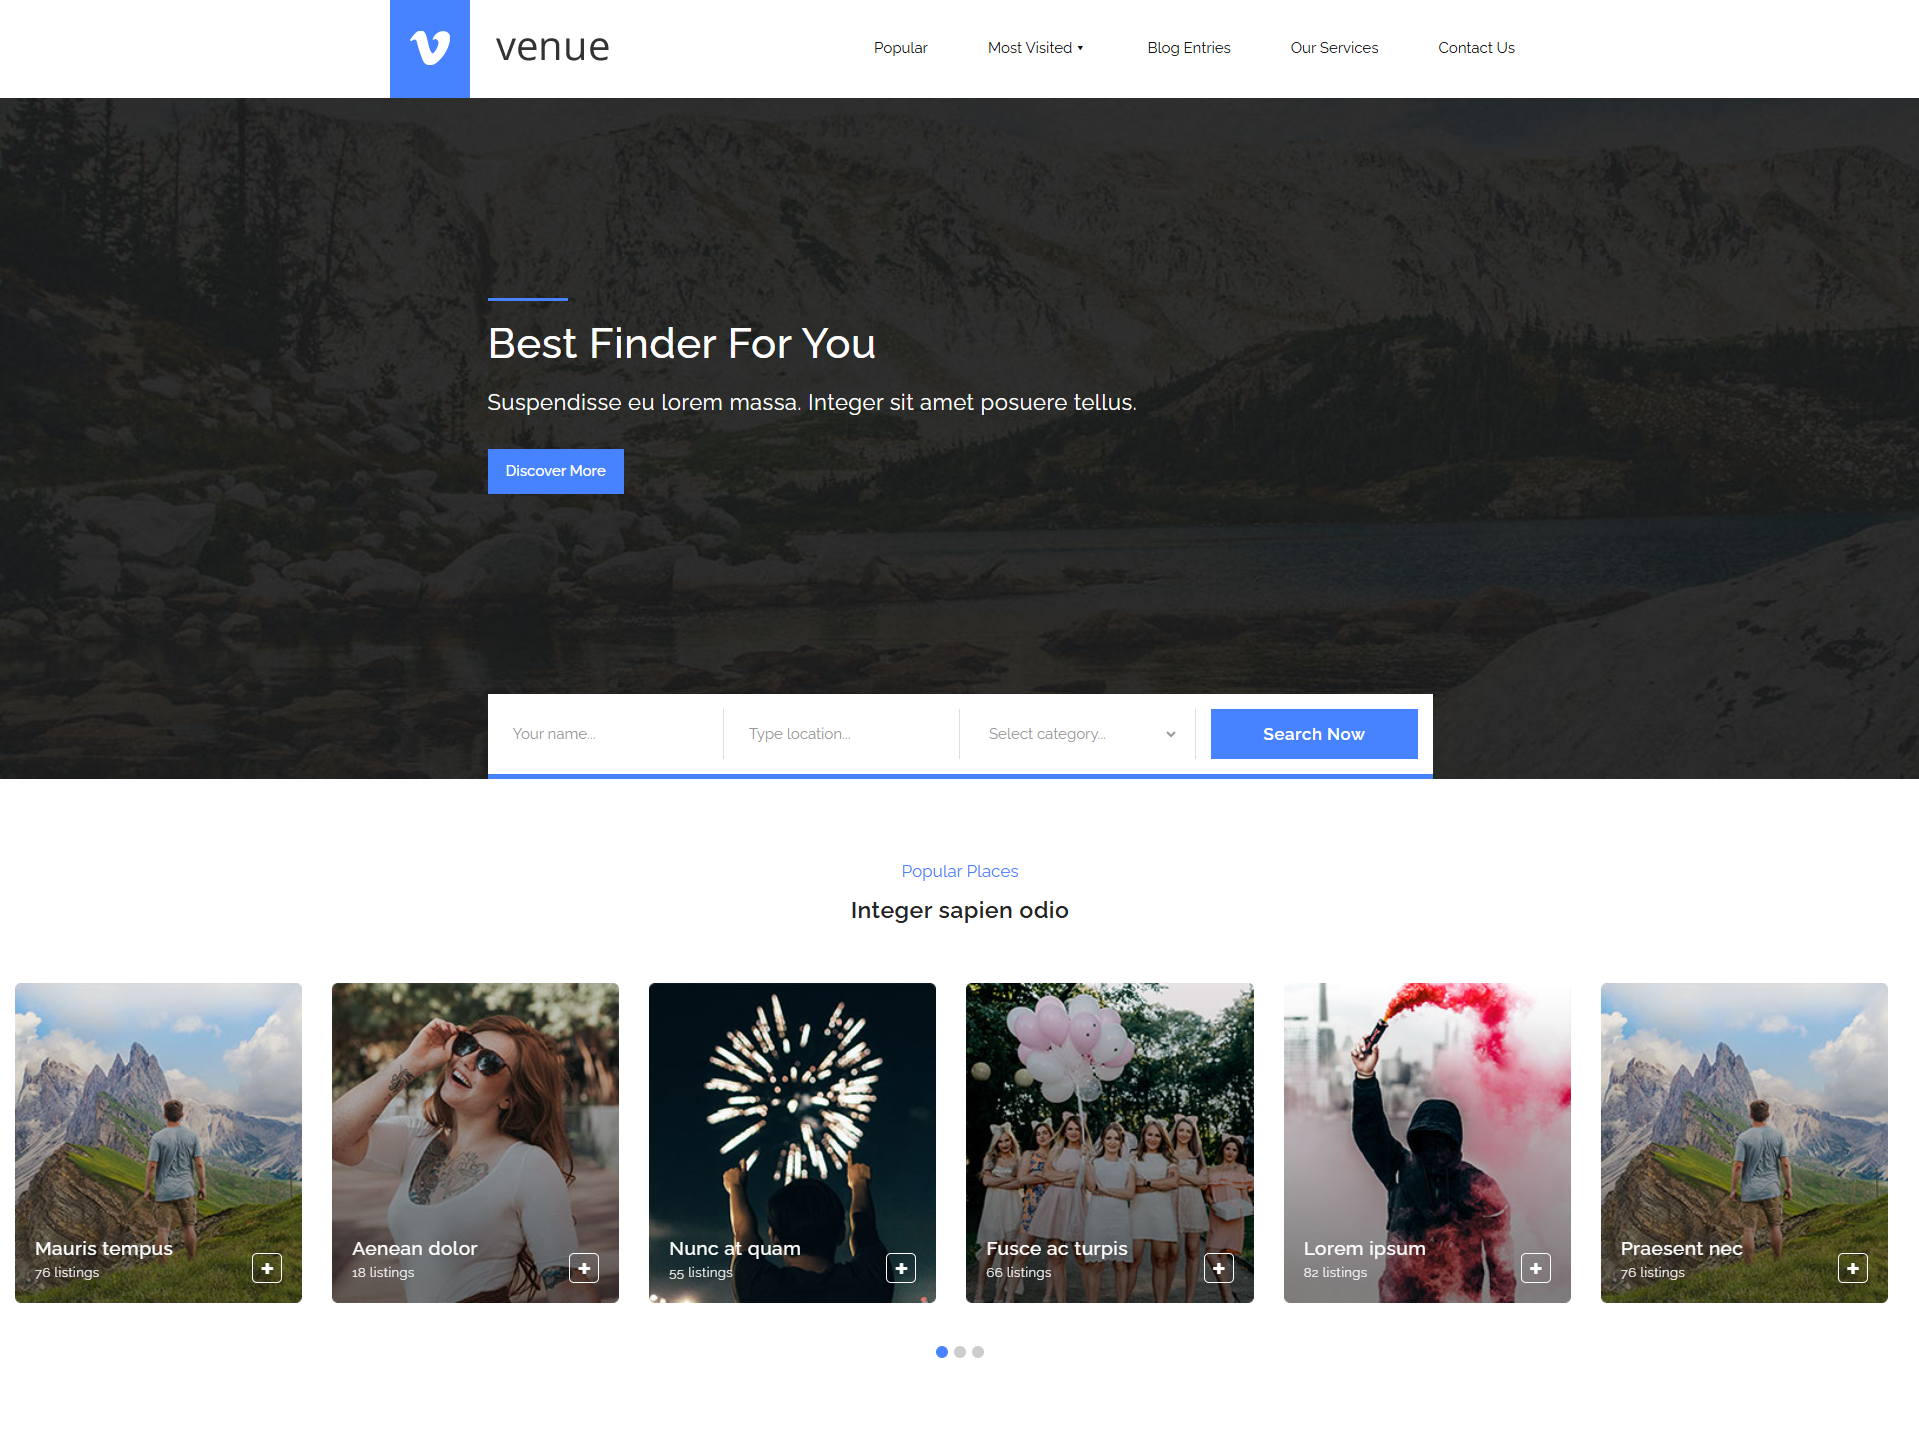 venue
Popular
Most Visited
Blog Entries
Our Services
Contact Us
Best Finder For You
Suspendisse eu lorem massa. Integer sit amet posuere tellus.
Discover More
Your name...
Type location...
Select category...
Search Now
Popular Places
Integer sapien odio
Mauris tempus
76 listings
Aenean dolor
18 listings
Nunc at quam
55 listings
Fusce ac turpis
66 listings
Lorem ipsum
82 listings
Praesent nec
76 listings